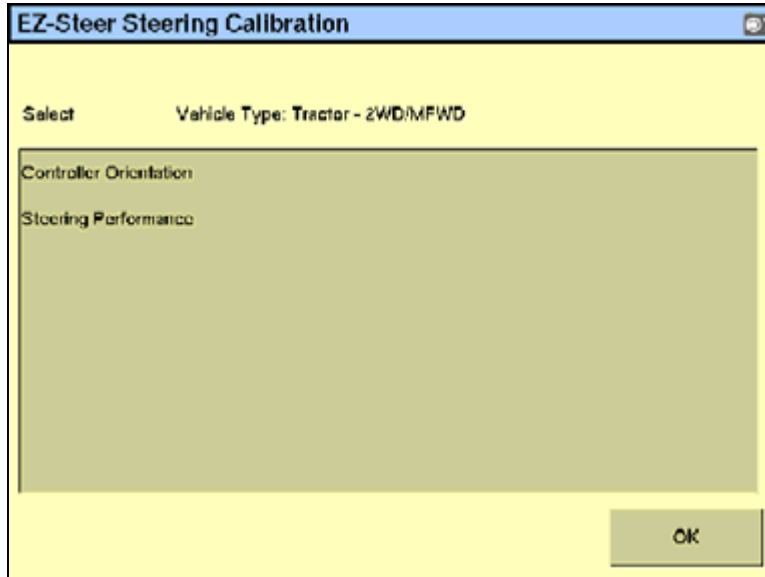 EZ-Steer Steering Calibration
Select Vehicle Type: Tractor - 2WD/MFWD
Controller Orientation
Steering Performance
OK